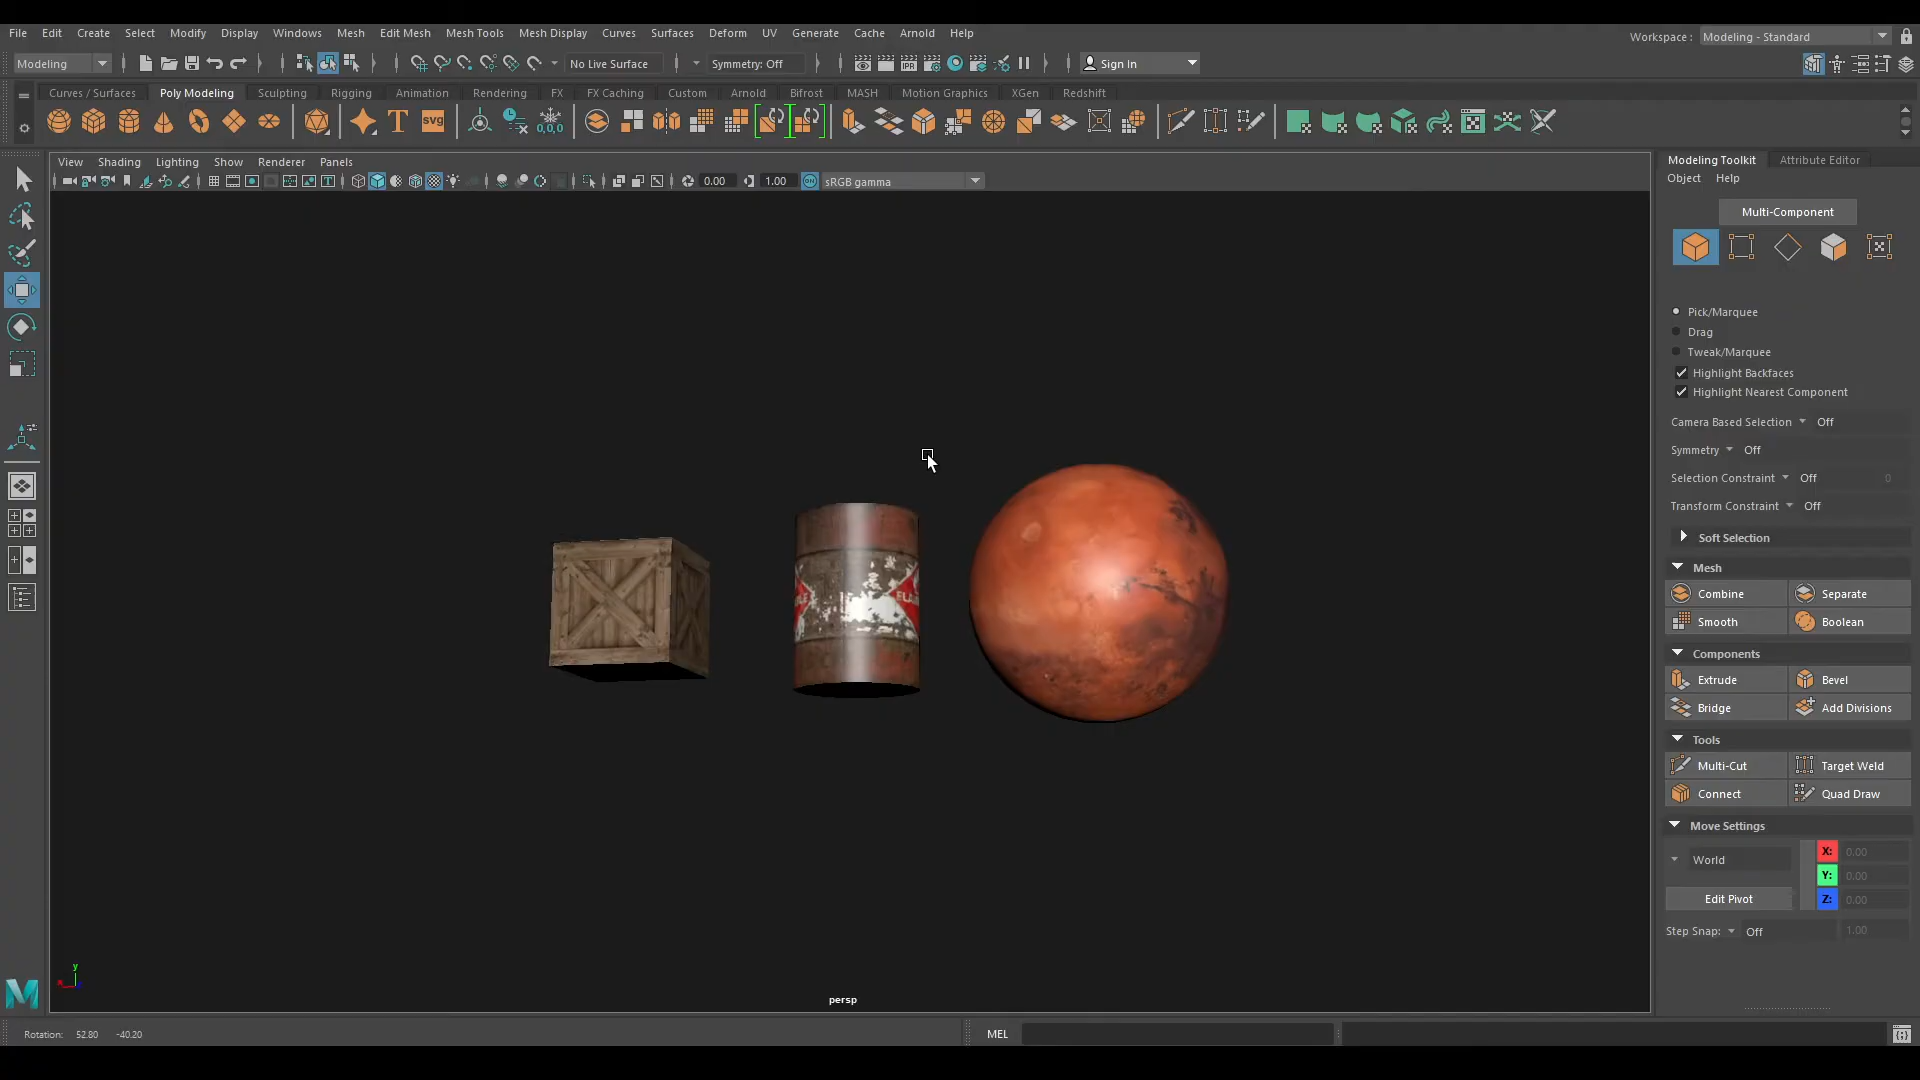 File Edit Create Select Modify Display Windows Mesh Edit Mesh Mesh Tools Mesh Display Curves Surfaces Deform UV Generate Cache Arnold Help
Workspace : Modeling - Standard
Modeling No Live Surface Symmetry: Off IPR Sign In
Curves / Surfaces Poly Modeling Sculpting Rigging Animation Rendering FX FX Caching Custom Arnold Bifrost MASH Motion Graphics XGen Redshift
T SVG 0,0,0
View Shading Lighting Show Renderer Panels
0.00 1.00 sRGB gamma
Modeling Toolkit Attribute Editor
Object Help
Multi-Component
Pick/Marquee
Drag
Tweak/Marquee
Highlight Backfaces
Highlight Nearest Component
Camera Based Selection Off
Symmetry Off
Selection Constraint Off 0
Transform Constraint Off
Soft Selection
Mesh
Combine Separate
Smooth Boolean
Components
Extrude Bevel
Bridge Add Divisions
Tools
Multi-Cut Target Weld
Connect Quad Draw
Move Settings
World
X: 0.00
Y: 0.00
Z: 0.00
Edit Pivot
Step Snap: Off 1.00
y
x
persp
M
Rotation: 52.80 -40.20
MEL